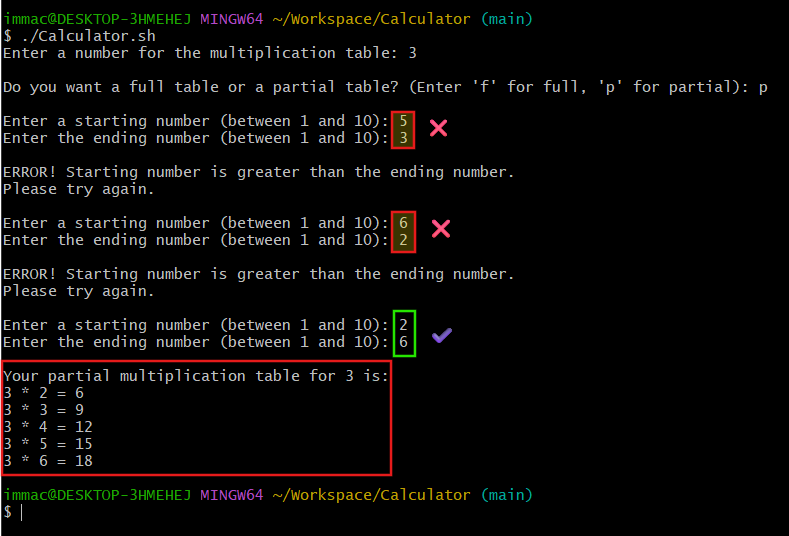 immac@DESKTOP-3HMEHEJ MINGW64 ~/Workspace/Calculator (main)
$ ./Calculator.sh
Enter a number for the multiplication table: 3
Do you want a full table or a partial table? (Enter 'f' for full, 'p' for partial): p
Enter a starting number (between 1 and 10): 5
Enter the ending number (between 1 and 10): 3
ERROR! Starting number is greater than the ending number.
Please try again.
Enter a starting number (between 1 and 10): 6
Enter the ending number (between 1 and 10): 2
ERROR! Starting number is greater than the ending number.
Please try again.
Enter a starting number (between 1 and 10): 2
Enter the ending number (between 1 and 10): 6
Your partial multiplication table for 3 is:
3 * 2 = 6
3 * 3 = 9
3 * 4 = 12
3 * 5 = 15
3 * 6 = 18
immac@DESKTOP-3HMEHEJ MINGW64 ~/Workspace/Calculator (main)
$